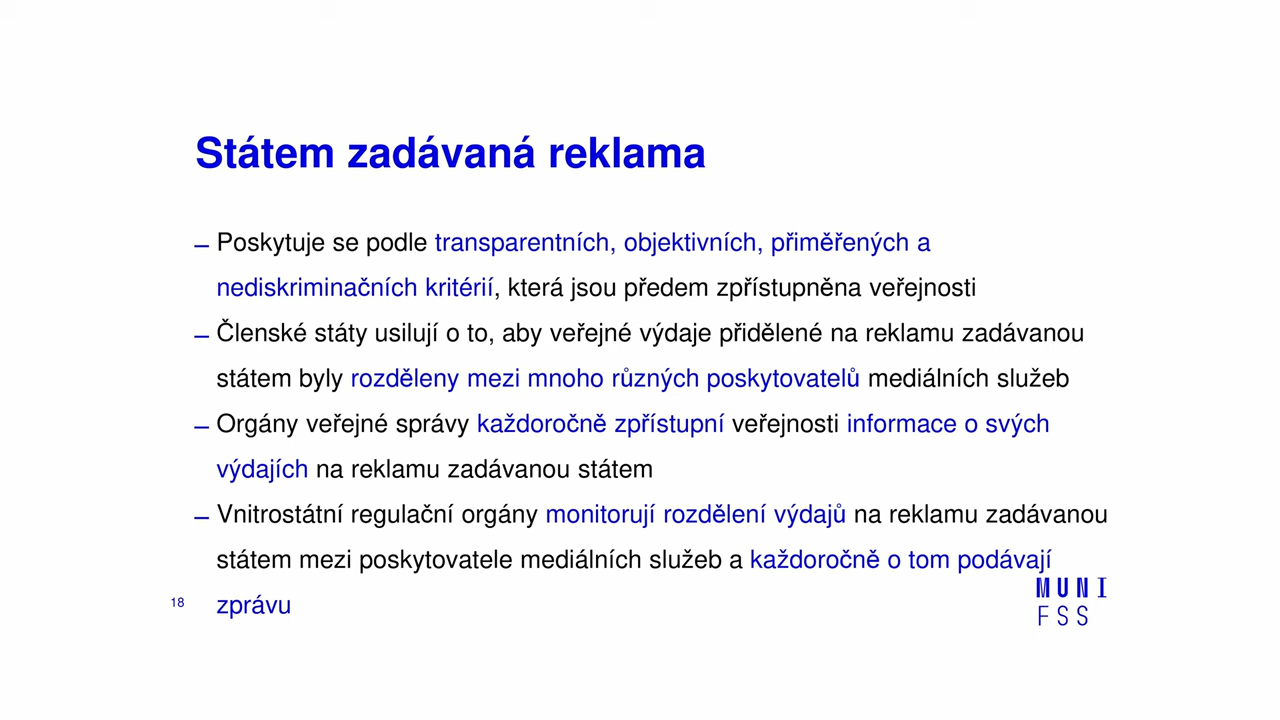 Státem zadávaná reklama
– Poskytuje se podle transparentních, objektivních, přiměřených a
nediskriminačních kritérií, která jsou předem zpřístupněna veřejnosti
– Členské státy usilují o to, aby veřejné výdaje přidělené na reklamu zadávanou
státem byly rozděleny mezi mnoho různých poskytovatelů mediálních služeb
– Orgány veřejné správy každoročně zpřístupní veřejnosti informace o svých
výdajích na reklamu zadávanou státem
– Vnitrostátní regulační orgány monitorují rozdělení výdajů na reklamu zadávanou
státem mezi poskytovatele mediálních služeb a každoročně o tom podávají
zprávu
18
MUNI
FSS